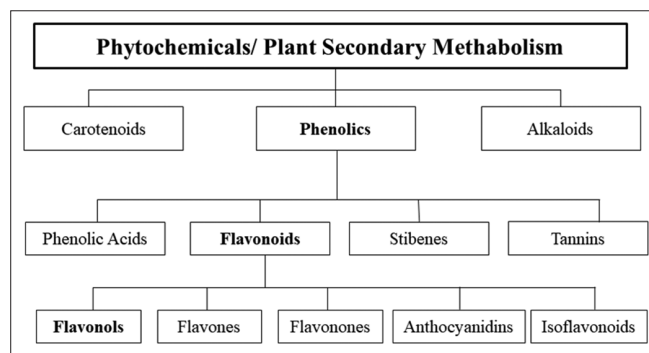 Phytochemicals/ Plant Secondary Methabolism
Carotenoids
Phenolics
Alkaloids
Phenolic Acids
Flavonoids
Stibenes
Tannins
Flavonols
Flavones
Flavonones
Anthocyanidins
Isoflavonoids